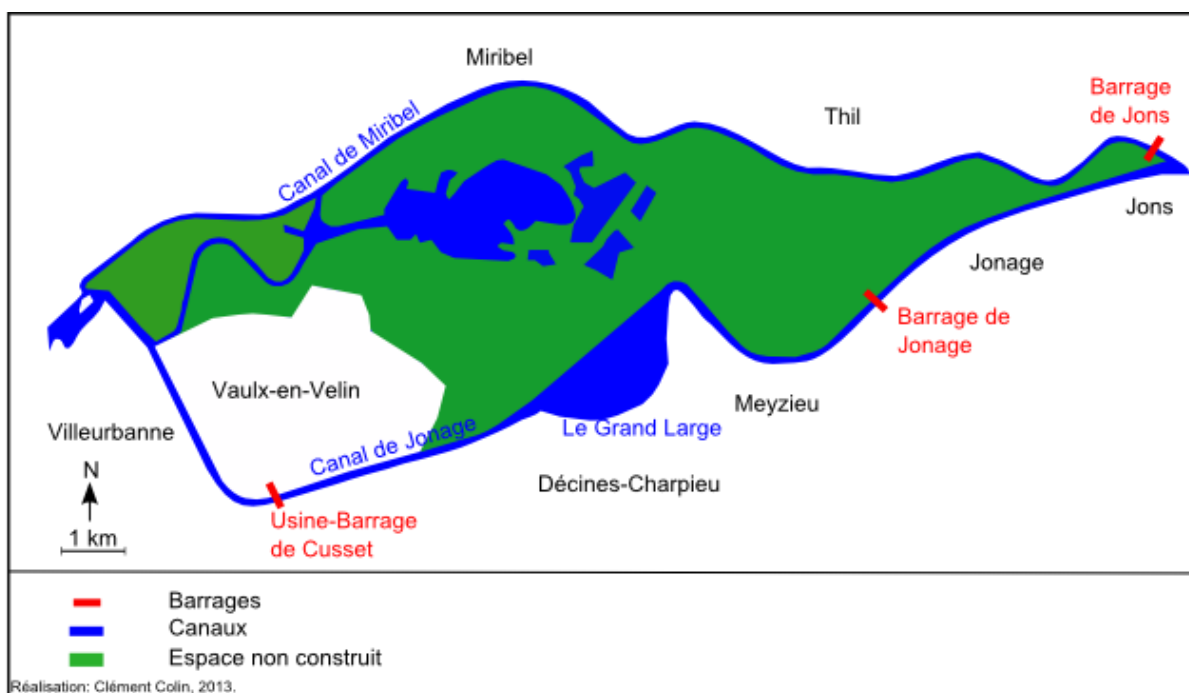 Miribel
Barrage
de Jons
Thil
Canal de Miribel
Jons
Jonage
Barrage de
Jonage
Vaulx-en-Velin
Meyzieu
Villeurbanne
Le Grand Large
Canal de Jonage
N
Décines-Charpieu
1 km
Usine-Barrage
de Cusset
Barrages
Canaux
Espace non construit
Réalisation: Clément Colin, 2013.